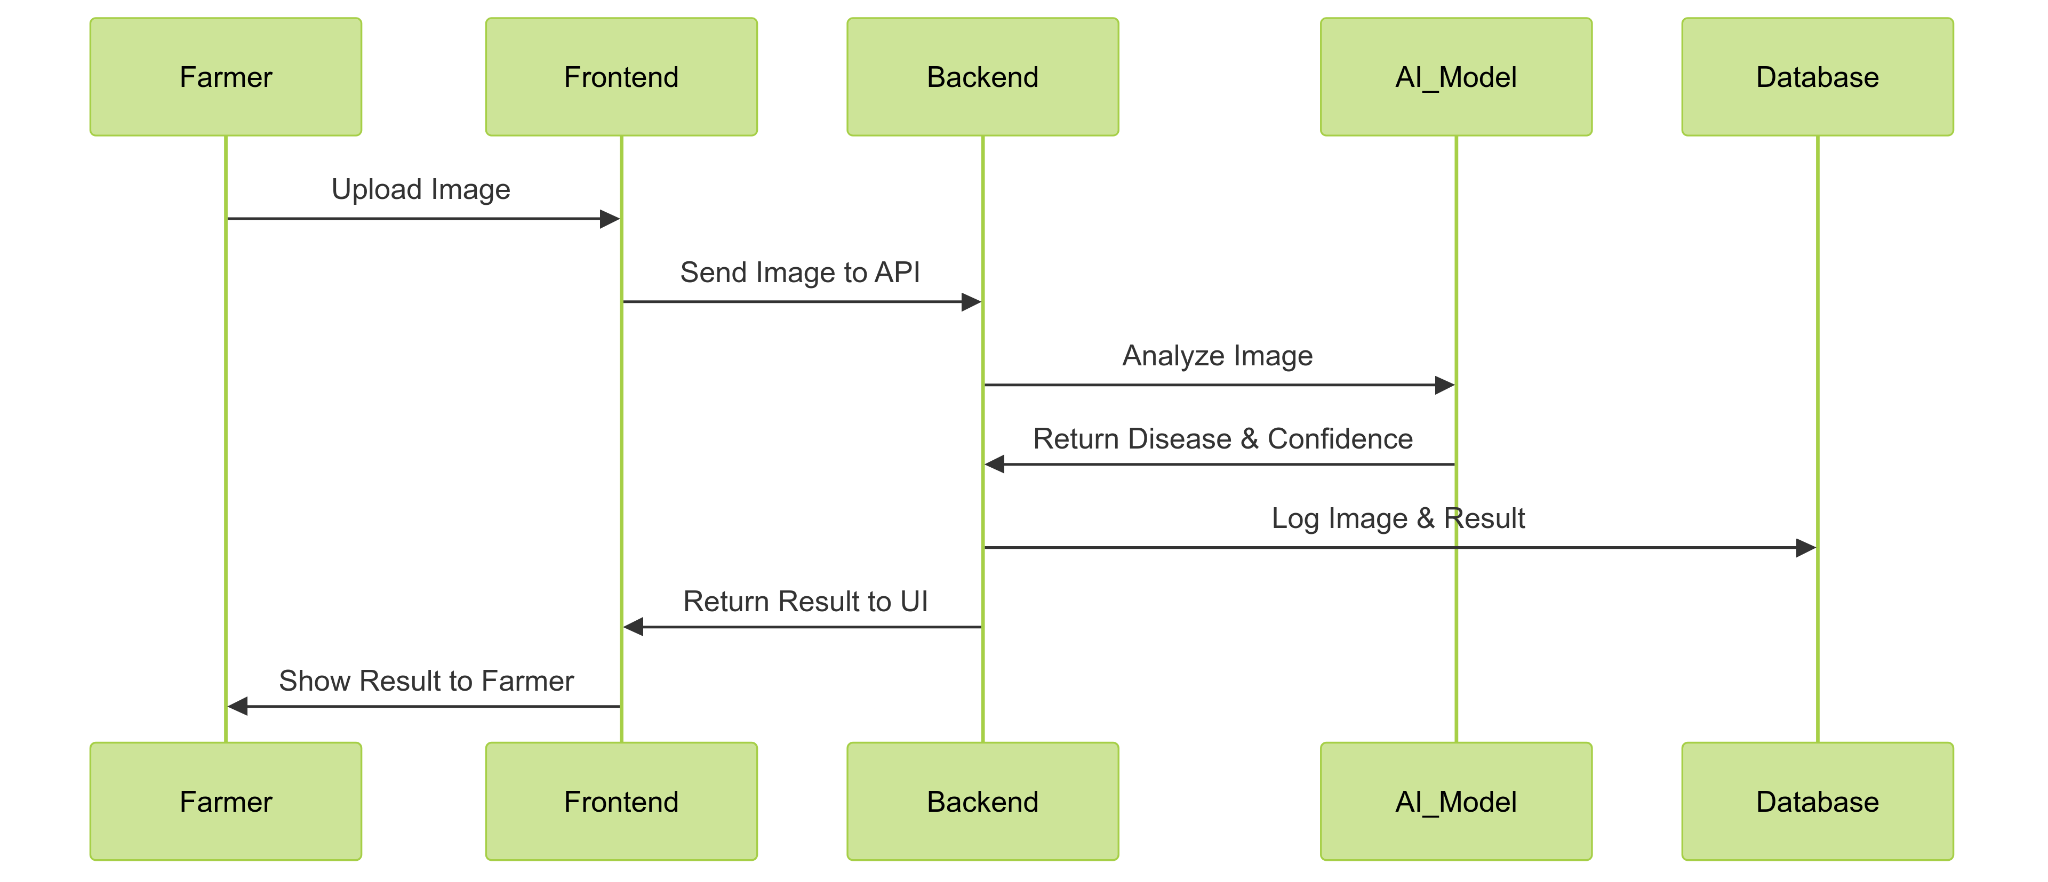 Farmer
Frontend
Backend
AI_Model
Database
Upload Image
Send Image to API
Analyze Image
Return Disease & Confidence
Log Image & Result
Return Result to UI
Show Result to Farmer
Farmer
Frontend
Backend
AI_Model
Database